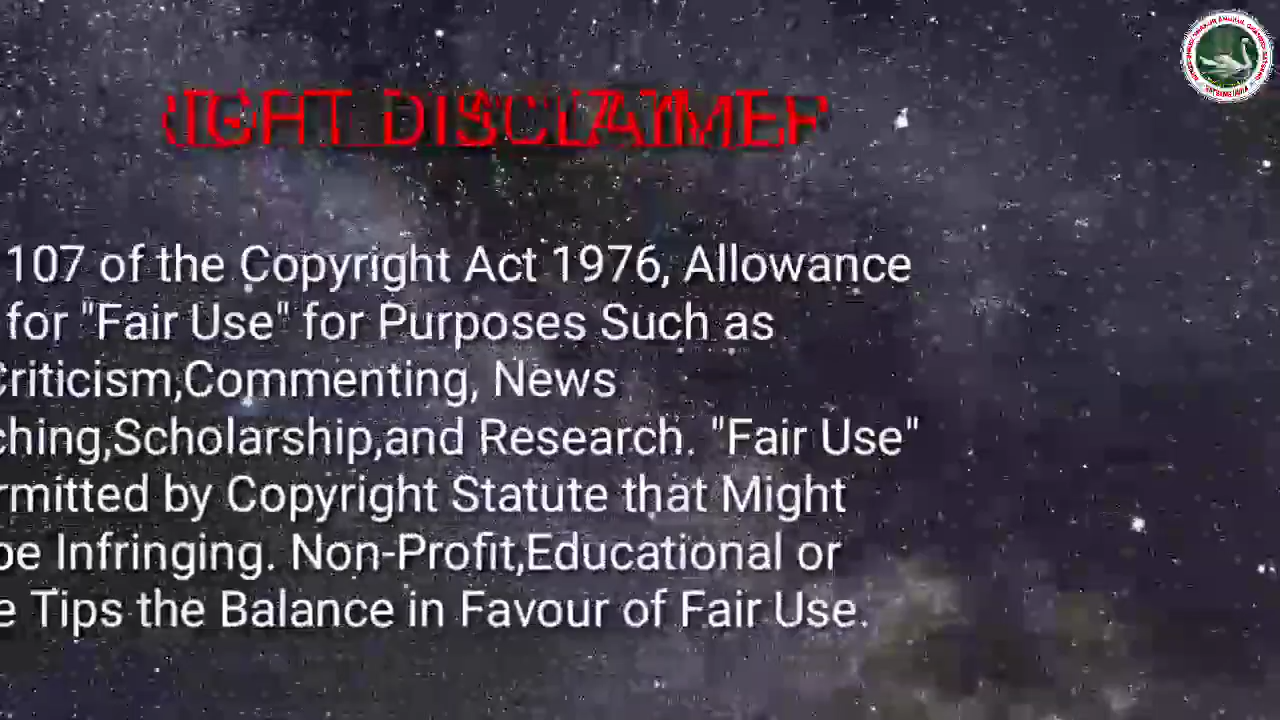 RIGHT DISCLAIMER
107 of the Copyright Act 1976, Allowance
for "Fair Use" for Purposes Such as
Criticism,Commenting, News
ching,Scholarship,and Research. "Fair Use"
rmitted by Copyright Statute that Might
be Infringing. Non-Profit,Educational or
e Tips the Balance in Favour of Fair Use.